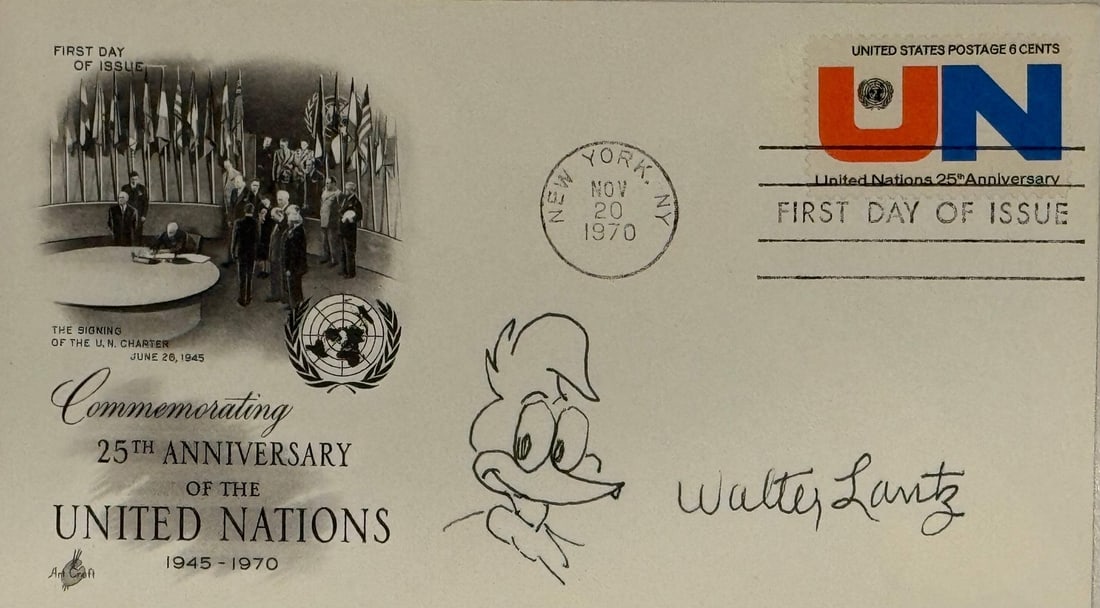 FIRST DAY
OF ISSUE
THE SIGNING
OF THE U.N. CHARTER
JUNE 26, 1945
Commemorating
25TH ANNIVERSARY
OF THE
UNITED NATIONS
1945-1970
Art Craft
NEW YORK, NY
NOV
20
1970
UNITED STATES POSTAGE 6 CENTS
UN
United Nations 25th Anniversary
FIRST DAY OF ISSUE
Walter Lantz